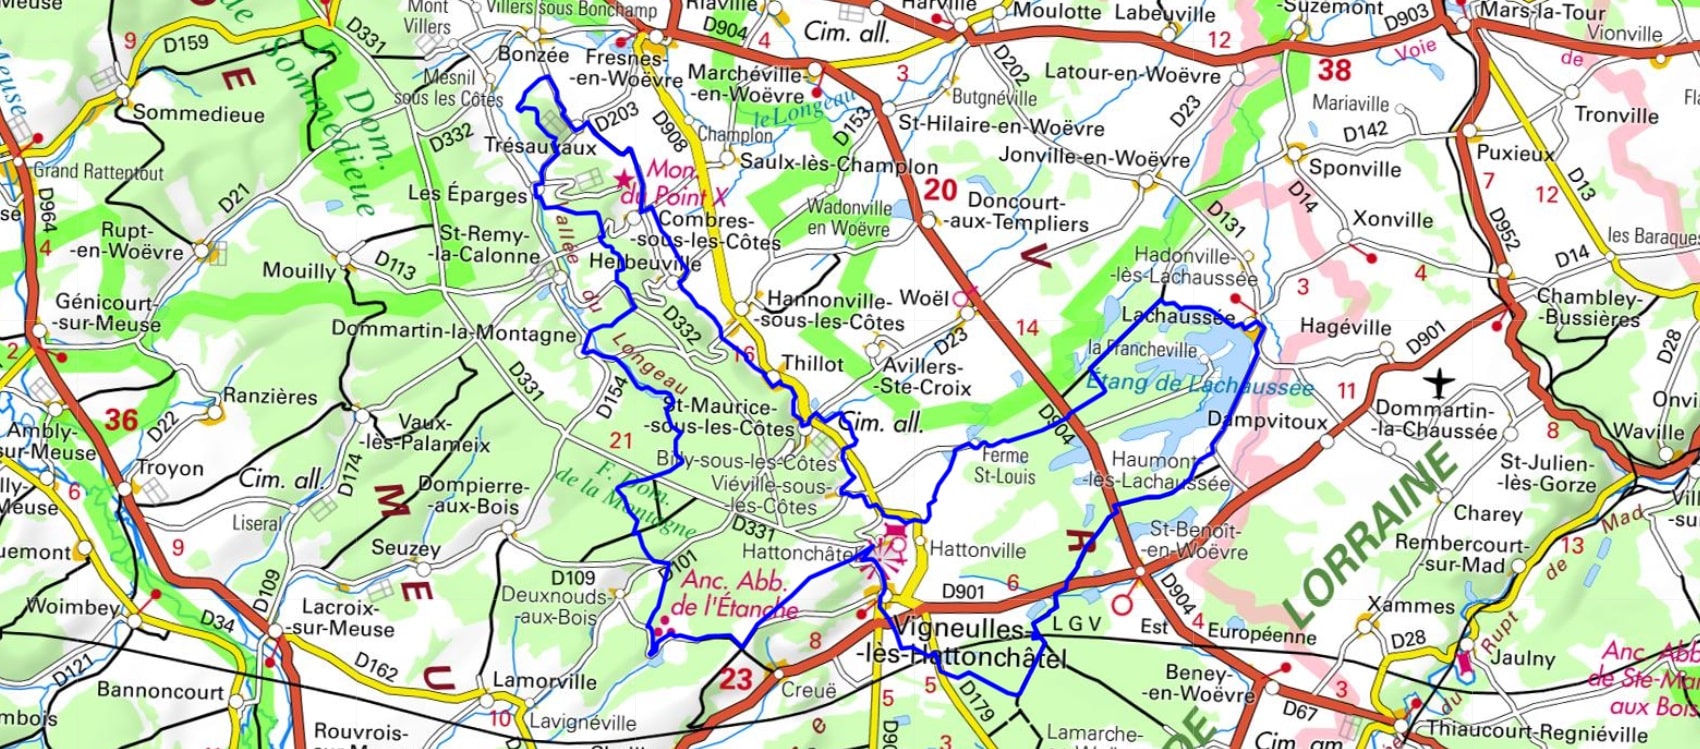 Mont
Villers
Villers sous Bonchamp
Riaville
Harville
Moulotte
Labeuville
Suzémont
D903
Mars-la-Tour
Vionville
9
D159
D331
de
F.
Sommedieue
Dom.
Sommedieue
E
Bonzée
Fresnes-
-en-Woëvre
D904
4
Cim. all.
12
Voie
de
38
Mesnil
sous les Côtes
Marchéville-
-en-Woëvre
3
D202
Latour-en-Woëvre
Butgnéville
D23
Mariaville
Tronville
Meuse
Sommedieue
D332
D203
D908
le Longeau
D153
St-Hilaire-en-Woëvre
D142
Champlon
Trésauvaux
Saulx-lès-Champlon
Jonville-en-Woëvre
Sponville
Puxieux
Grand Rattentout
D21
Les Éparges
Mon.
du Point X
20
D14
7
12
D13
D964
Wadonville
en Woëvre
Doncourt-
-aux-Templiers
D131
Xonville
D952
4
Rupt-
-en-Woëvre
St-Remy-
-la-Calonne
Combres-
-sous-les-Côtes
V
Hadonville-
-lès-Lachaussée
les Baraques
D14
Mouilly
D113
Vallée
du
Longeau
Herbeuville
3
4
Génicourt-
-sur-Meuse
Hannonville-
-sous-les-Côtes
Woël
Lachaussée
Hagéville
Chambley-
-Bussières
2
Dommartin-la-Montagne
D332
16
14
D23
la Francheville
D901
D28
Thillot
Avillers-
-Ste-Croix
Étang de Lachaussée
11
Ranzières
D331
D154
36
D22
Vaux-
-lès-Palameix
St-Maurice-
-sous-les-Côtes
Cim. all.
D904
Dampvitoux
Dommartin-
-la-Chaussée
8
Ambly-
-sur-Meuse
21
Waville
Troyon
Cim. all.
D174
Billy-sous-les-Côtes
Ferme
St-Louis
Haumont-
-lès-Lachaussée
St-Julien-
-lès-Gorze
6
M
Dompierre-
-aux-Bois
F. Dom.
de la Montagne
Viéville-sous-
-les-Côtes
Liseral
D331
R
St-Benoît-
-en-Woëvre
LORRAINE
Charey
Mad
9
Seuzey
Hattonchâtel
Hattonville
Rembercourt-
-sur-Mad
13
de
D109
D101
Anc. Abb.
de l'Étanche
6
D901
Woimbey
D109
E
Deuxnouds-
-aux-Bois
D904
Xammes
Rupt
D34
Lacroix-
-sur-Meuse
8
Vigneulles-
-lès-Hattonchâtel
LGV
Est
4
Européenne
D28
D121
D162
U
23
Jaulny
Anc. Abb.
de Ste-Marie
aux Bois
Bannoncourt
Lamorville
Creuë
5
5
D179
Beney-
-en-Woëvre
3
du
10
Lavignéville
D67
Thiaucourt-Regniéville
Rouvrois-
e
3
Lamarche-
DE
Cim. am.